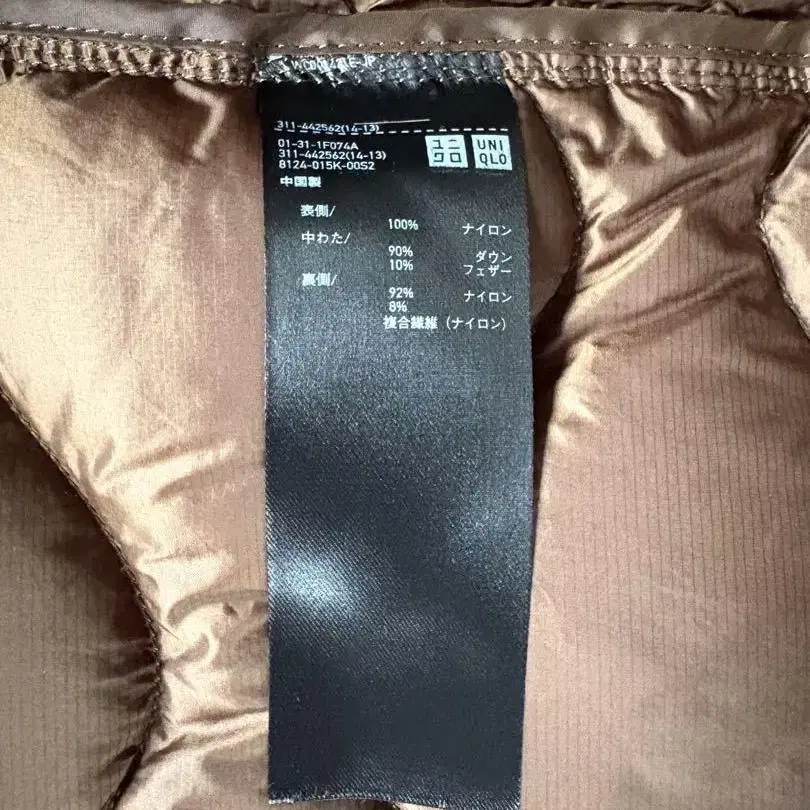 311-442562(14-13)
01-31-1F074A
311-442562(14-13)
8124-015K-00S2
ユニクロ
UNIQLO
中国製
表側/
100% ナイロン
中わた/
90% ダウン
10% フェザー
裏側/
92% ナイロン
8%
複合繊維 (ナイロン)